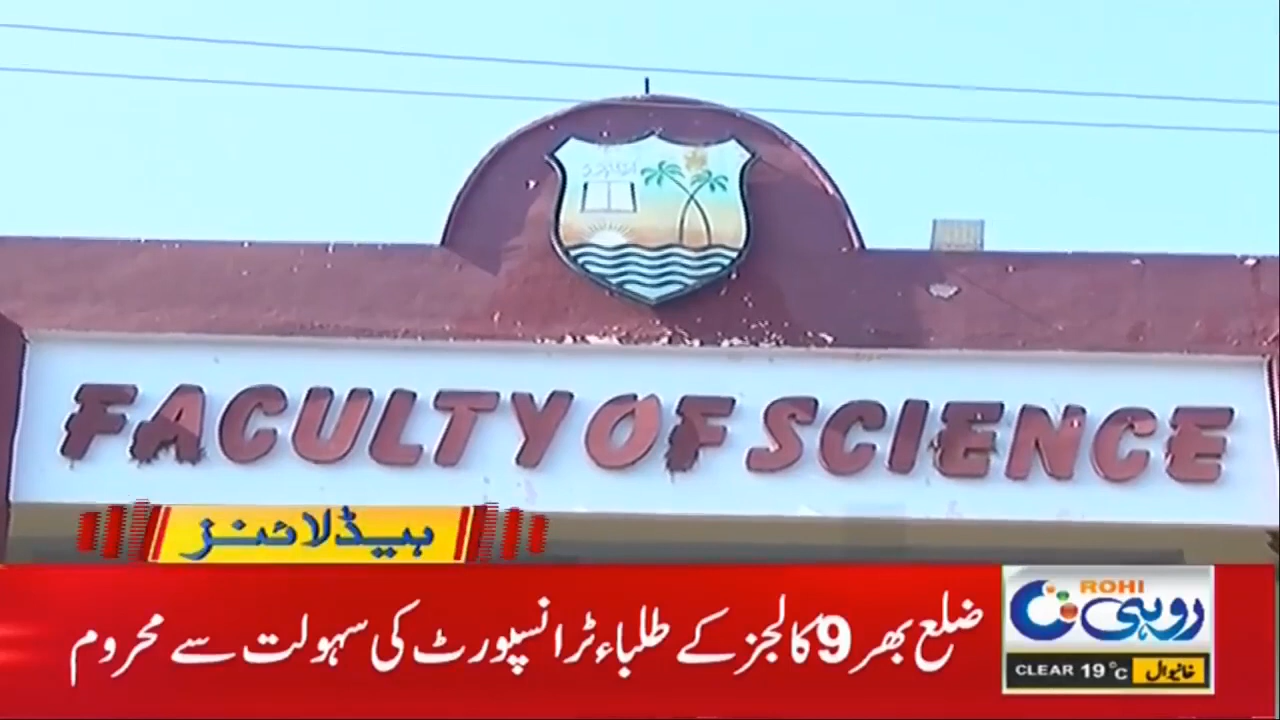 FACULTY OF SCIENCE
ہیڈلائنز
ضلع بھر 9 کالجز کے طلباء ٹرانسپورٹ کی سہولت سے محروم
ROHI
روہی
CLEAR 19°C
خانیوال